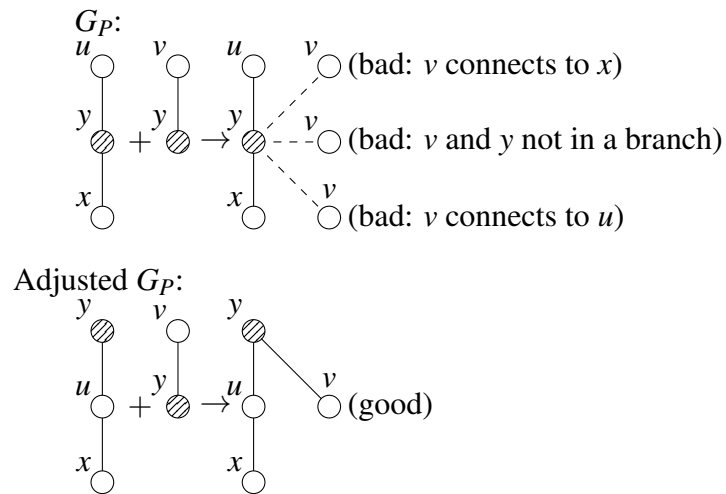 G_P:
u v u v (bad: v connects to x)
y y y v (bad: v and y not in a branch)
+ →
x x v (bad: v connects to u)
Adjusted G_P:
y v y
u y u v (good)
+ →
x x